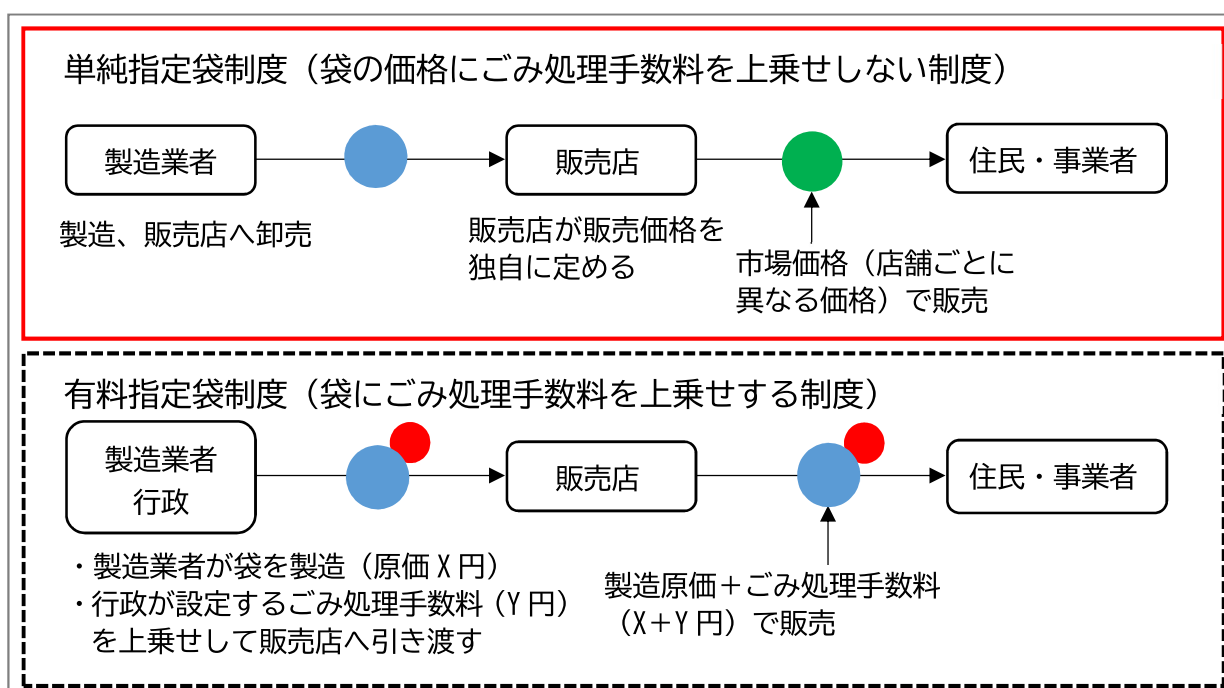 単純指定袋制度（袋の価格にごみ処理手数料を上乗せしない制度）
製造業者
販売店
住民・事業者
製造、販売店へ卸売
販売店が販売価格を
独自に定める
市場価格（店舗ごとに
異なる価格）で販売
有料指定袋制度（袋にごみ処理手数料を上乗せする制度）
製造業者
行政
販売店
住民・事業者
・製造業者が袋を製造（原価X円）
・行政が設定するごみ処理手数料（Y円）
を上乗せして販売店へ引き渡す
製造原価＋ごみ処理手数料
（X＋Y円）で販売